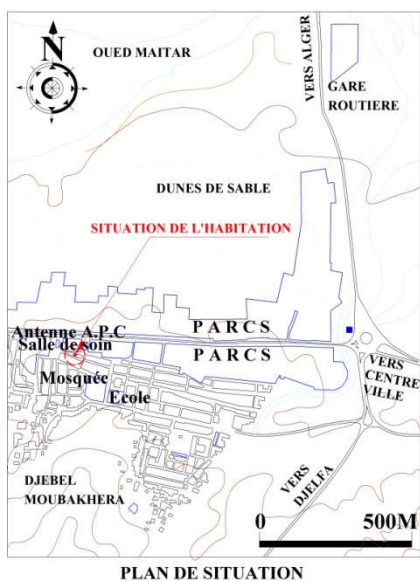 N
OUED MAITAR
VERS ALGER
GARE
ROUTIERE
DUNES DE SABLE
SITUATION DE L'HABITATION
Antenne A.P.C
Salle de soin
PARCS
PARCS
Mosquée
Ecole
VERS
CENTRE
VILLE
DJEBEL
MOUBAKHERA
VERS
DJELFA
0 500M
PLAN DE SITUATION